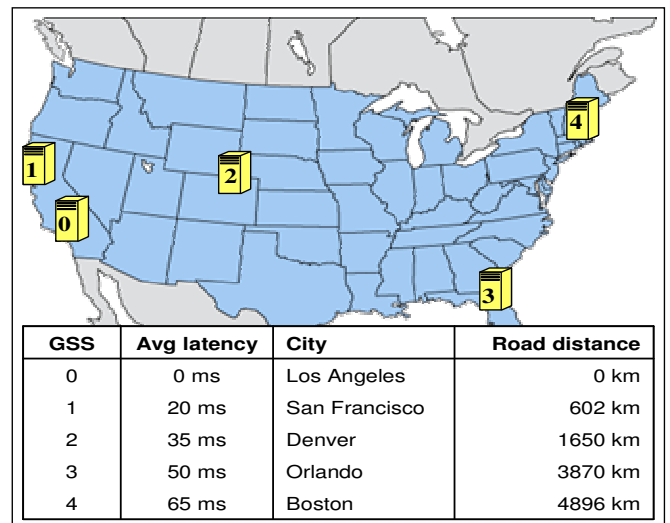 4
1
2
0
3
GSS Avg latency City Road distance
0 0 ms Los Angeles 0 km
1 20 ms San Francisco 602 km
2 35 ms Denver 1650 km
3 50 ms Orlando 3870 km
4 65 ms Boston 4896 km